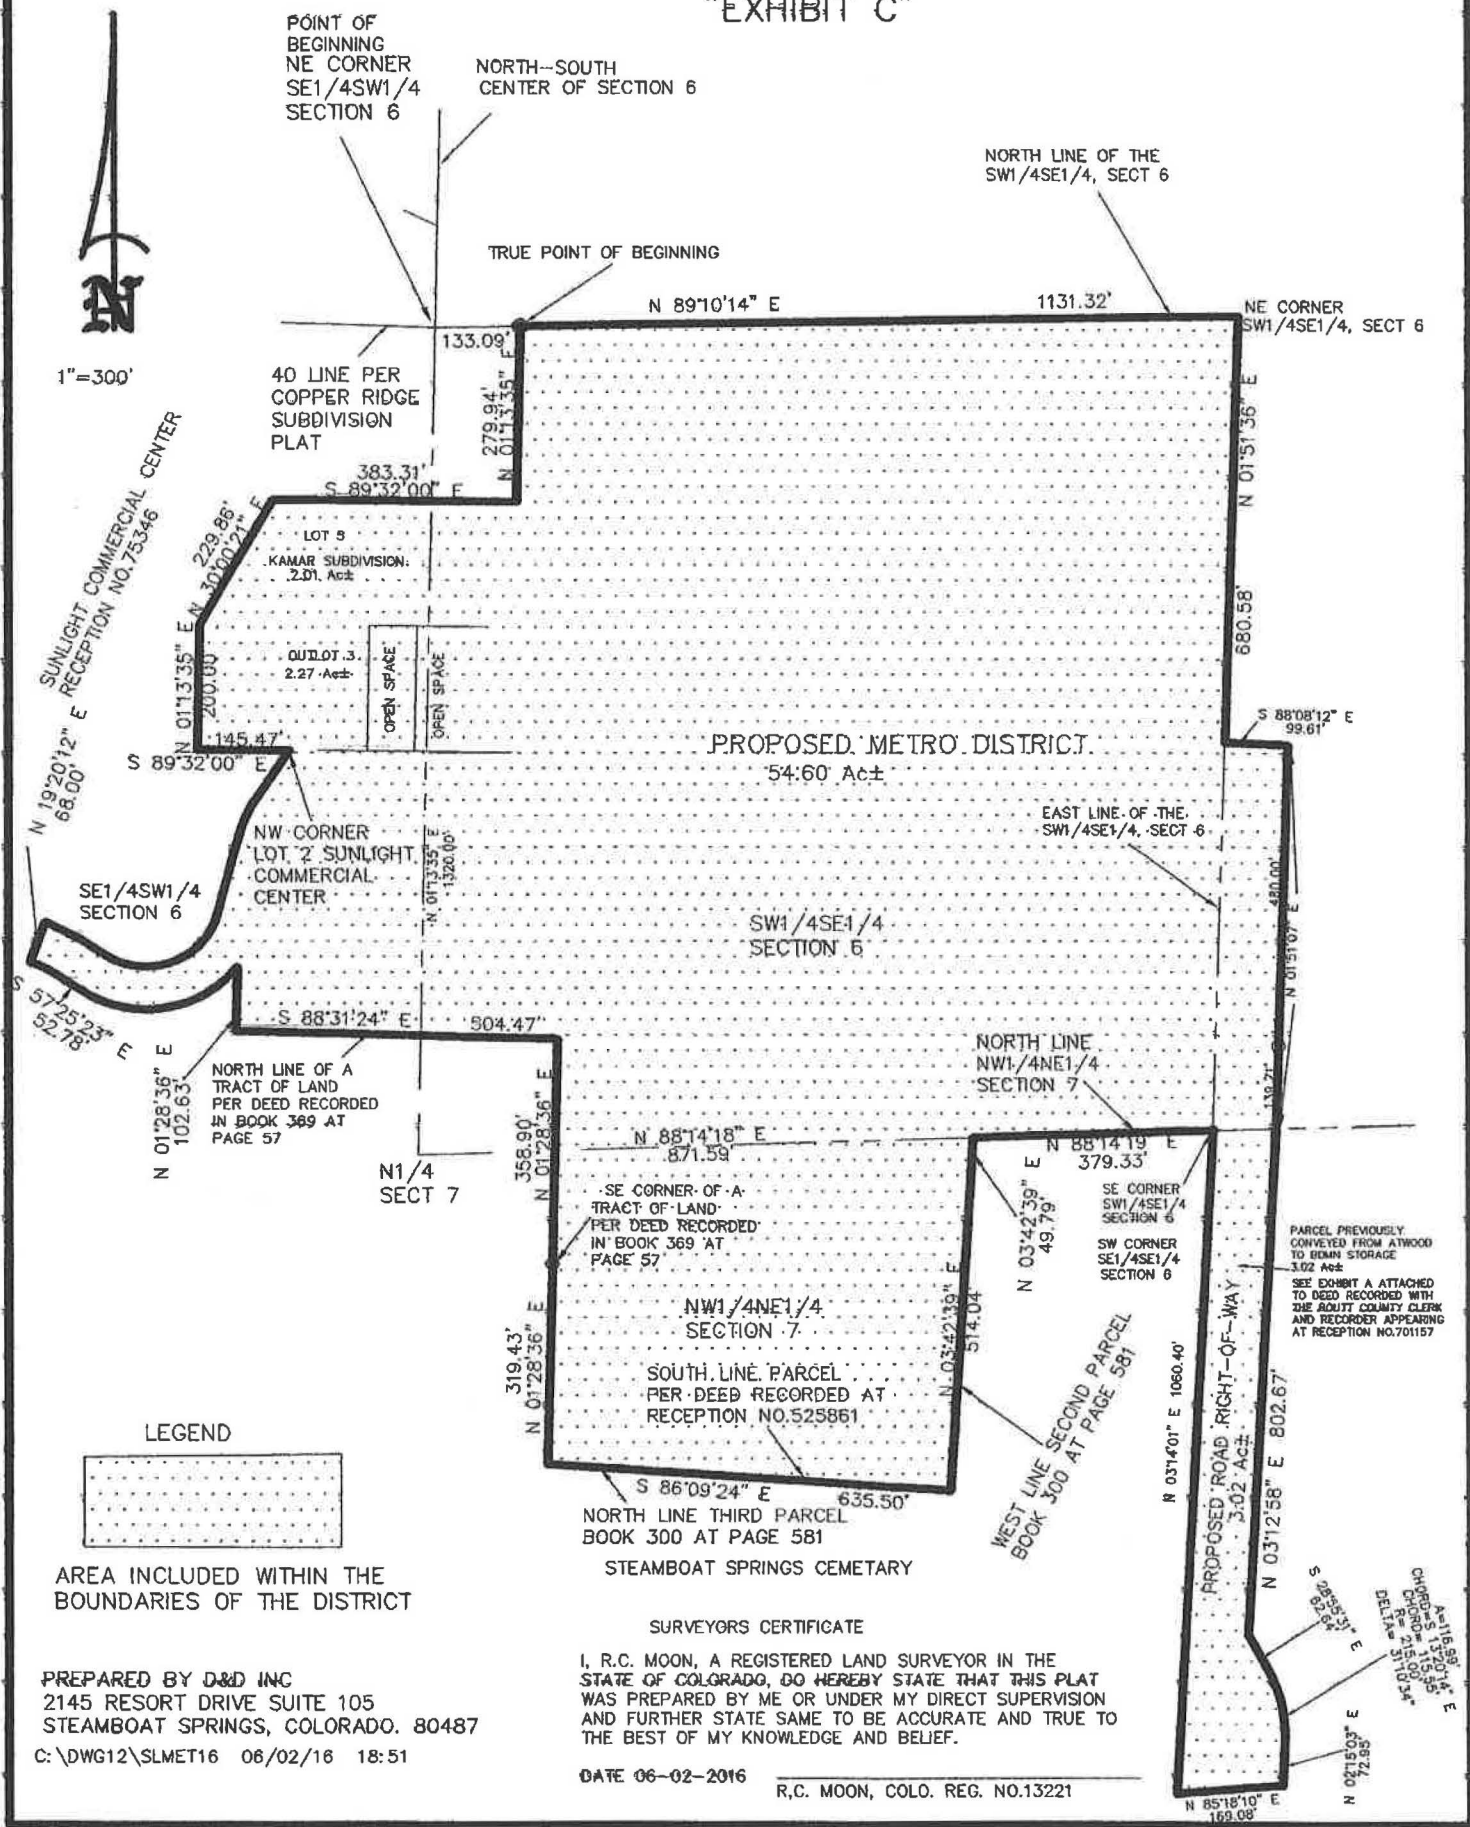 "EXHIBIT C"
POINT OF
BEGINNING
NE CORNER
SE1/4SW1/4
SECTION 6
NORTH--SOUTH
CENTER OF SECTION 6
NORTH LINE OF THE
SW1/4SE1/4, SECT 6
TRUE POINT OF BEGINNING
N
1"=300'
N 89°10'14" E
1131.32'
NE CORNER
SW1/4SE1/4, SECT 6
133.09'
40 LINE PER
COPPER RIDGE
SUBDIVISION
PLAT
279.94'
N 01°13'35" E
N 01°51'36" E
680.58'
383.31'
S 89°32'00" E
SUNLIGHT COMMERCIAL CENTER
RECEPTION NO.75346
229.86'
N 30°00'21" E
LOT 5
KAMAR SUBDIVISION
2.01 Ac±
OUTLOT 3
2.27 Ac±
OPEN SPACE
OPEN SPACE
N 01°13'35" E
200.00'
145.47'
S 89°32'00" E
N 19°20'12" E
68.00'
PROPOSED METRO DISTRICT
54.60 Ac±
S 88°08'12" E
99.61'
EAST LINE OF THE
SW1/4SE1/4, SECT 6
NW CORNER
LOT 2 SUNLIGHT
COMMERCIAL
CENTER
N 01°13'35" E
1320.00'
SE1/4SW1/4
SECTION 6
SW1/4SE1/4
SECTION 6
480.00'
N 01°51'07" E
139.71'
S 57°25'23" E
52.78'
S 88°31'24" E
504.47'
N 01°28'36" E
102.63'
NORTH LINE OF A
TRACT OF LAND
PER DEED RECORDED
IN BOOK 369 AT
PAGE 57
NORTH LINE
NW1/4NE1/4
SECTION 7
N1/4
SECT 7
358.90'
N 01°28'36" E
N 88°14'18" E
871.59'
N 88°14'19 E
379.33'
SE CORNER OF A
TRACT OF LAND
PER DEED RECORDED
IN BOOK 369 AT
PAGE 57
N 03°42'39" E
49.79'
SE CORNER
SW1/4SE1/4
SECTION 6
SW CORNER
SE1/4SE1/4
SECTION 6
PARCEL PREVIOUSLY
CONVEYED FROM ATWOOD
TO BDMN STORAGE
3.02 Ac±
SEE EXHIBIT A ATTACHED
TO DEED RECORDED WITH
THE ROUTT COUNTY CLERK
AND RECORDER APPEARING
AT RECEPTION NO.701157
319.43'
N 01°28'36" E
NW1/4NE1/4
SECTION 7
SOUTH LINE PARCEL
PER DEED RECORDED AT
RECEPTION NO.525861
N 03°42'39" E
514.04'
WEST LINE SECOND PARCEL
BOOK 300 AT PAGE 581
N 03°14'01" E 1060.40'
PROPOSED ROAD RIGHT-OF-WAY
3.02 Ac±
N 03°12'58" E 802.67'
S 86°09'24" E
635.50'
NORTH LINE THIRD PARCEL
BOOK 300 AT PAGE 581
STEAMBOAT SPRINGS CEMETARY
LEGEND
AREA INCLUDED WITHIN THE
BOUNDARIES OF THE DISTRICT
S 28°55'31" E
62.64'
A=116.99'
CHORD=S 13°20'14" E
CHORD= 115.55'
R= 215.00'
DELTA= 31°10'34"
N 02°15'03" E
72.95'
N 85°18'10" E
169.08'
SURVEYORS CERTIFICATE
I, R.C. MOON, A REGISTERED LAND SURVEYOR IN THE
STATE OF COLORADO, DO HEREBY STATE THAT THIS PLAT
WAS PREPARED BY ME OR UNDER MY DIRECT SUPERVISION
AND FURTHER STATE SAME TO BE ACCURATE AND TRUE TO
THE BEST OF MY KNOWLEDGE AND BELIEF.
DATE 06-02-2016
R,C. MOON, COLO. REG. NO.13221
PREPARED BY D&D INC
2145 RESORT DRIVE SUITE 105
STEAMBOAT SPRINGS, COLORADO. 80487
C:\DWG12\SLMET16 06/02/16 18:51